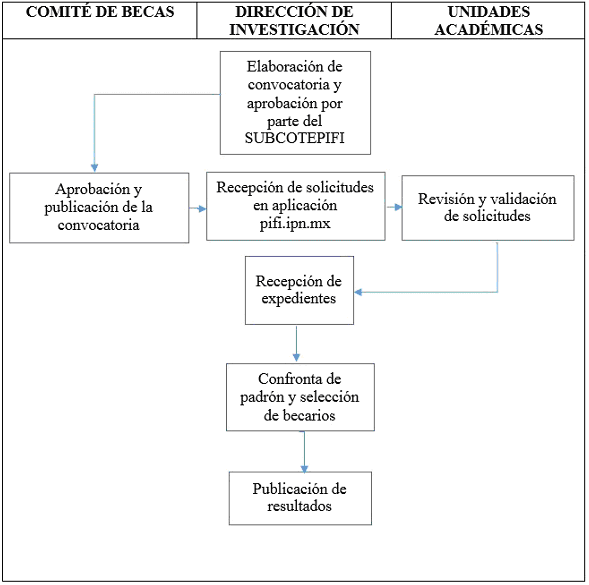 COMITÉ DE BECAS
DIRECCIÓN DE
INVESTIGACIÓN
UNIDADES
ACADÉMICAS
Elaboración de
convocatoria y
aprobación por
parte del
SUBCOTEPIFI
Aprobación y
publicación de la
convocatoria
Recepción de solicitudes
en aplicación
pifi.ipn.mx
Revisión y validación
de solicitudes
Recepción de
expedientes
Confronta de
padrón y selección
de becarios
Publicación de
resultados